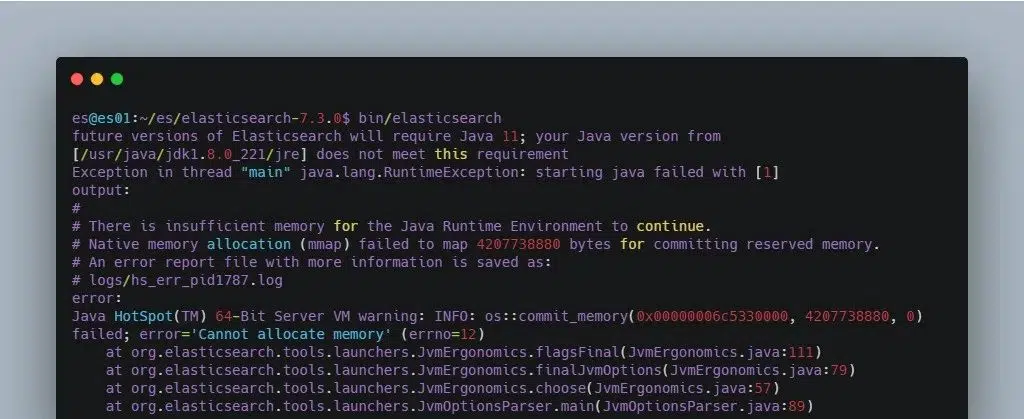 es@es01:~/es/elasticsearch-7.3.0$ bin/elasticsearch
future versions of Elasticsearch will require Java 11; your Java version from
[/usr/java/jdk1.8.0_221/jre] does not meet this requirement
Exception in thread "main" java.lang.RuntimeException: starting java failed with [1]
output:
#
# There is insufficient memory for the Java Runtime Environment to continue.
# Native memory allocation (mmap) failed to map 4207738880 bytes for committing reserved memory.
# An error report file with more information is saved as:
# logs/hs_err_pid1787.log
error:
Java HotSpot(TM) 64-Bit Server VM warning: INFO: os::commit_memory(0x00000006c5330000, 4207738880, 0)
failed; error='Cannot allocate memory' (errno=12)
    at org.elasticsearch.tools.launchers.JvmErgonomics.flagsFinal(JvmErgonomics.java:111)
    at org.elasticsearch.tools.launchers.JvmErgonomics.finalJvmOptions(JvmErgonomics.java:79)
    at org.elasticsearch.tools.launchers.JvmErgonomics.choose(JvmErgonomics.java:57)
    at org.elasticsearch.tools.launchers.JvmOptionsParser.main(JvmOptionsParser.java:89)